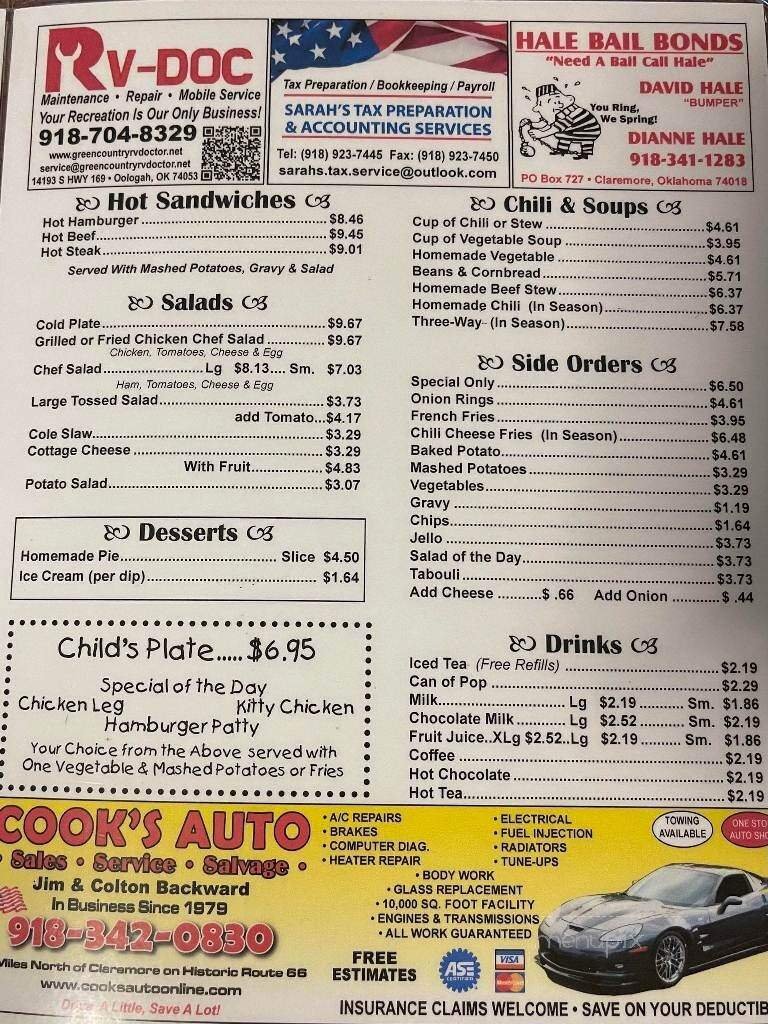 RV-DOC
Maintenance • Repair • Mobile Service
Your Recreation Is Our Only Business!
918-704-8329
www.greencountryrvdoctor.net
service@greencountryrvdoctor.net
14193 S HWY 169 • Oologah, OK 74053
Tax Preparation / Bookkeeping / Payroll
SARAH'S TAX PREPARATION
& ACCOUNTING SERVICES
Tel: (918) 923-7445 Fax: (918) 923-7450
sarahs.tax.service@outlook.com
HALE BAIL BONDS
"Need A Bail Call Hale"
DAVID HALE
"BUMPER"
You Ring,
We Spring!
DIANNE HALE
918-341-1283
PO Box 727 • Claremore, Oklahoma 74018
Hot Sandwiches
Hot Hamburger $8.46
Hot Beef $9.45
Hot Steak $9.01
Served With Mashed Potatoes, Gravy & Salad
Salads
Cold Plate $9.67
Grilled or Fried Chicken Chef Salad $9.67
Chicken, Tomatoes, Cheese & Egg
Chef Salad Lg $8.13 Sm. $7.03
Ham, Tomatoes, Cheese & Egg
Large Tossed Salad $3.73
add Tomato $4.17
Cole Slaw $3.29
Cottage Cheese $3.29
With Fruit $4.83
Potato Salad $3.07
Desserts
Homemade Pie Slice $4.50
Ice Cream (per dip) $1.64
Child's Plate..... $6.95
Special of the Day
Chicken Leg Kitty Chicken
Hamburger Patty
Your Choice from the Above served with
One Vegetable & Mashed Potatoes or Fries
Chili & Soups
Cup of Chili or Stew $4.61
Cup of Vegetable Soup $3.95
Homemade Vegetable $4.61
Beans & Cornbread $5.71
Homemade Beef Stew $6.37
Homemade Chili (In Season) $6.37
Three-Way (In Season) $7.58
Side Orders
Special Only $6.50
Onion Rings $4.61
French Fries $3.95
Chili Cheese Fries (In Season) $6.48
Baked Potato $4.61
Mashed Potatoes $3.29
Vegetables $3.29
Gravy $1.19
Chips $1.64
Jello $3.73
Salad of the Day $3.73
Tabouli $3.73
Add Cheese $ .66 Add Onion $ .44
Drinks
Iced Tea (Free Refills) $2.19
Can of Pop $2.29
Milk Lg $2.19 Sm. $1.86
Chocolate Milk Lg $2.52 Sm. $2.19
Fruit Juice..XLg $2.52..Lg $2.19 Sm. $1.86
Coffee $2.19
Hot Chocolate $2.19
Hot Tea $2.19
COOK'S AUTO
• Sales • Service • Salvage •
Jim & Colton Backward
In Business Since 1979
918-342-0830
Miles North of Claremore on Historic Route 66
www.cooksautoonline.com
A Little, Save A Lot!
• A/C REPAIRS
• BRAKES
• COMPUTER DIAG.
• HEATER REPAIR
• ELECTRICAL
• FUEL INJECTION
• RADIATORS
• TUNE-UPS
• BODY WORK
• GLASS REPLACEMENT
• 10,000 SQ. FOOT FACILITY
• ENGINES & TRANSMISSIONS
• ALL WORK GUARANTEED
TOWING
AVAILABLE
ONE STO
AUTO SHO
FREE
ESTIMATES
ASE
CERTIFIED
VISA
MasterCard
menupix
INSURANCE CLAIMS WELCOME • SAVE ON YOUR DEDUCTIB